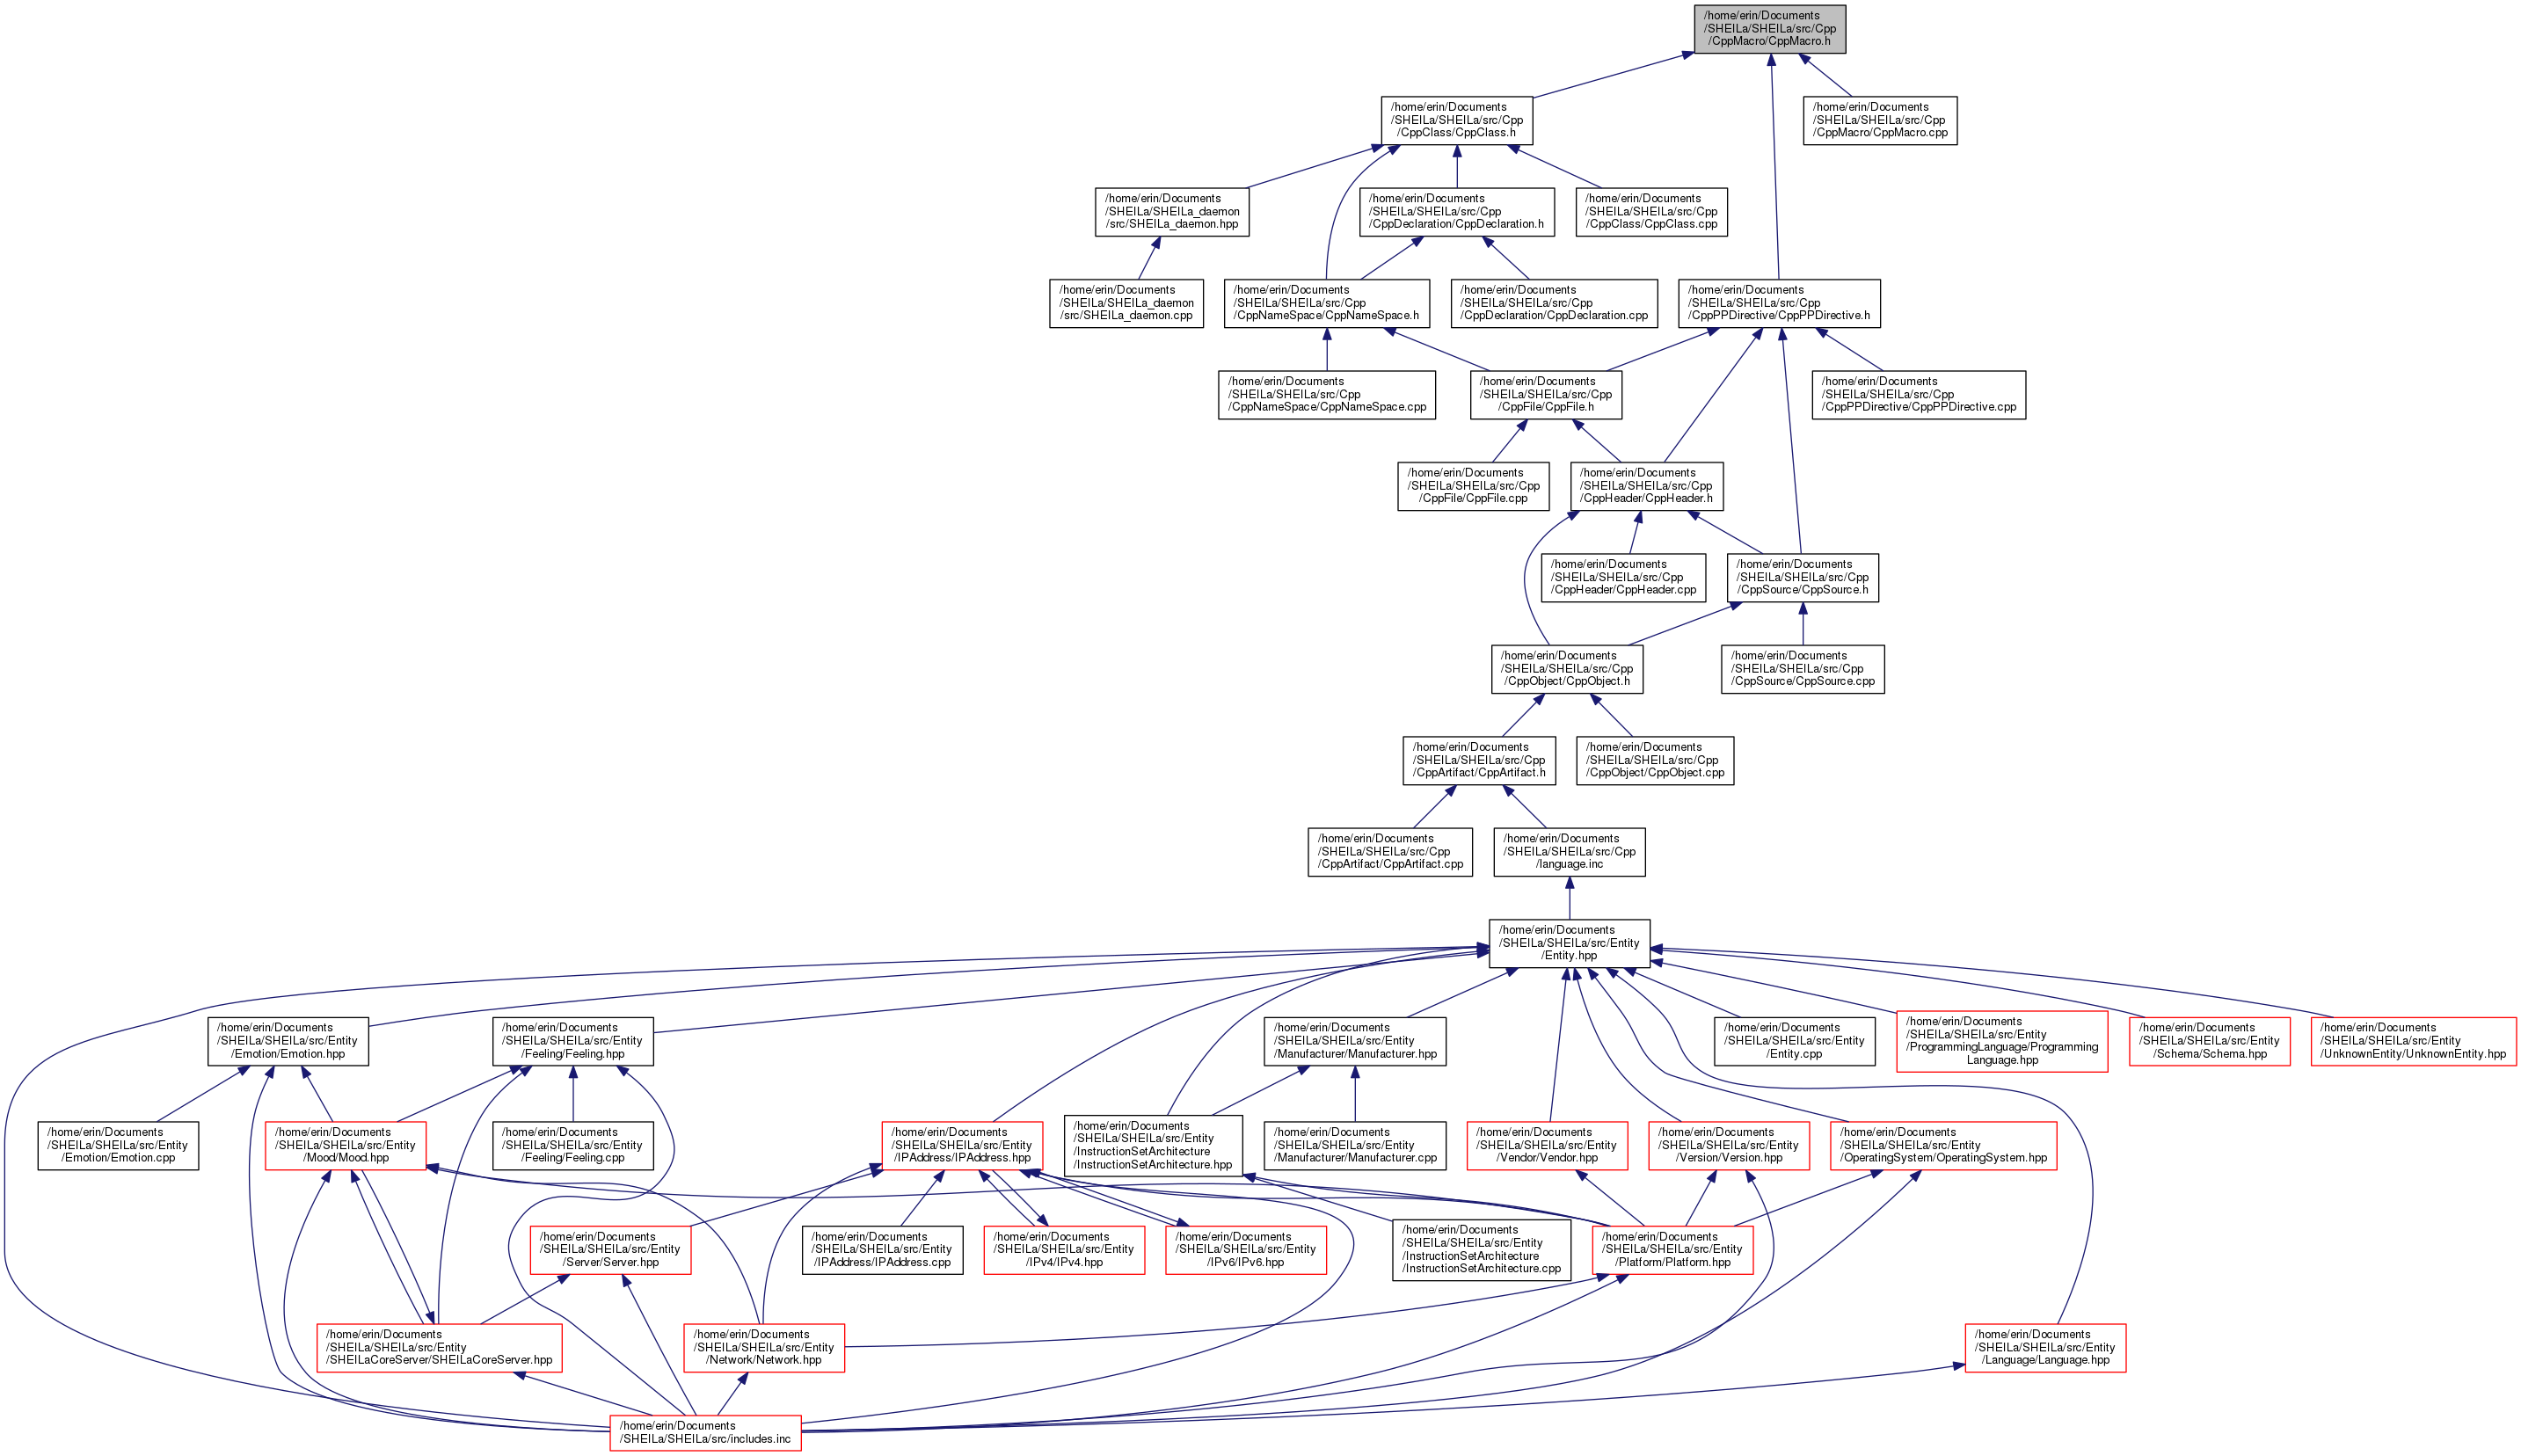 /home/erin/Documents
/SHEILa/SHEILa/src/Cpp
/CppMacro/CppMacro.h
/home/erin/Documents
/SHEILa/SHEILa/src/Cpp
/CppClass/CppClass.h
/home/erin/Documents
/SHEILa/SHEILa/src/Cpp
/CppMacro/CppMacro.cpp
/home/erin/Documents
/SHEILa/SHEILa_daemon
/src/SHEILa_daemon.hpp
/home/erin/Documents
/SHEILa/SHEILa/src/Cpp
/CppDeclaration/CppDeclaration.h
/home/erin/Documents
/SHEILa/SHEILa/src/Cpp
/CppClass/CppClass.cpp
/home/erin/Documents
/SHEILa/SHEILa_daemon
/src/SHEILa_daemon.cpp
/home/erin/Documents
/SHEILa/SHEILa/src/Cpp
/CppNameSpace/CppNameSpace.h
/home/erin/Documents
/SHEILa/SHEILa/src/Cpp
/CppDeclaration/CppDeclaration.cpp
/home/erin/Documents
/SHEILa/SHEILa/src/Cpp
/CppPPDirective/CppPPDirective.h
/home/erin/Documents
/SHEILa/SHEILa/src/Cpp
/CppNameSpace/CppNameSpace.cpp
/home/erin/Documents
/SHEILa/SHEILa/src/Cpp
/CppFile/CppFile.h
/home/erin/Documents
/SHEILa/SHEILa/src/Cpp
/CppPPDirective/CppPPDirective.cpp
/home/erin/Documents
/SHEILa/SHEILa/src/Cpp
/CppFile/CppFile.cpp
/home/erin/Documents
/SHEILa/SHEILa/src/Cpp
/CppHeader/CppHeader.h
/home/erin/Documents
/SHEILa/SHEILa/src/Cpp
/CppHeader/CppHeader.cpp
/home/erin/Documents
/SHEILa/SHEILa/src/Cpp
/CppSource/CppSource.h
/home/erin/Documents
/SHEILa/SHEILa/src/Cpp
/CppObject/CppObject.h
/home/erin/Documents
/SHEILa/SHEILa/src/Cpp
/CppSource/CppSource.cpp
/home/erin/Documents
/SHEILa/SHEILa/src/Cpp
/CppArtifact/CppArtifact.h
/home/erin/Documents
/SHEILa/SHEILa/src/Cpp
/CppObject/CppObject.cpp
/home/erin/Documents
/SHEILa/SHEILa/src/Cpp
/CppArtifact/CppArtifact.cpp
/home/erin/Documents
/SHEILa/SHEILa/src/Cpp
/language.inc
/home/erin/Documents
/SHEILa/SHEILa/src/Entity
/Entity.hpp
/home/erin/Documents
/SHEILa/SHEILa/src/Entity
/Emotion/Emotion.hpp
/home/erin/Documents
/SHEILa/SHEILa/src/Entity
/Feeling/Feeling.hpp
/home/erin/Documents
/SHEILa/SHEILa/src/Entity
/Manufacturer/Manufacturer.hpp
/home/erin/Documents
/SHEILa/SHEILa/src/Entity
/Entity.cpp
/home/erin/Documents
/SHEILa/SHEILa/src/Entity
/ProgrammingLanguage/Programming
Language.hpp
/home/erin/Documents
/SHEILa/SHEILa/src/Entity
/Schema/Schema.hpp
/home/erin/Documents
/SHEILa/SHEILa/src/Entity
/UnknownEntity/UnknownEntity.hpp
/home/erin/Documents
/SHEILa/SHEILa/src/Entity
/Emotion/Emotion.cpp
/home/erin/Documents
/SHEILa/SHEILa/src/Entity
/Mood/Mood.hpp
/home/erin/Documents
/SHEILa/SHEILa/src/Entity
/Feeling/Feeling.cpp
/home/erin/Documents
/SHEILa/SHEILa/src/Entity
/IPAddress/IPAddress.hpp
/home/erin/Documents
/SHEILa/SHEILa/src/Entity
/InstructionSetArchitecture
/InstructionSetArchitecture.hpp
/home/erin/Documents
/SHEILa/SHEILa/src/Entity
/Manufacturer/Manufacturer.cpp
/home/erin/Documents
/SHEILa/SHEILa/src/Entity
/Vendor/Vendor.hpp
/home/erin/Documents
/SHEILa/SHEILa/src/Entity
/Version/Version.hpp
/home/erin/Documents
/SHEILa/SHEILa/src/Entity
/OperatingSystem/OperatingSystem.hpp
/home/erin/Documents
/SHEILa/SHEILa/src/Entity
/Server/Server.hpp
/home/erin/Documents
/SHEILa/SHEILa/src/Entity
/IPAddress/IPAddress.cpp
/home/erin/Documents
/SHEILa/SHEILa/src/Entity
/IPv4/IPv4.hpp
/home/erin/Documents
/SHEILa/SHEILa/src/Entity
/IPv6/IPv6.hpp
/home/erin/Documents
/SHEILa/SHEILa/src/Entity
/InstructionSetArchitecture
/InstructionSetArchitecture.cpp
/home/erin/Documents
/SHEILa/SHEILa/src/Entity
/Platform/Platform.hpp
/home/erin/Documents
/SHEILa/SHEILa/src/Entity
/SHEILaCoreServer/SHEILaCoreServer.hpp
/home/erin/Documents
/SHEILa/SHEILa/src/Entity
/Network/Network.hpp
/home/erin/Documents
/SHEILa/SHEILa/src/Entity
/Language/Language.hpp
/home/erin/Documents
/SHEILa/SHEILa/src/includes.inc